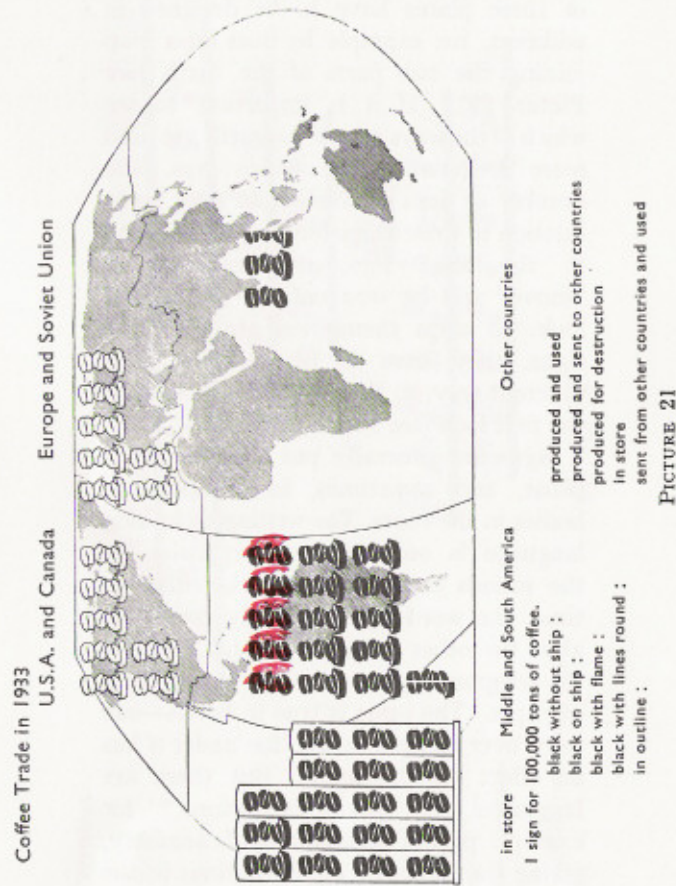 Coffee Trade in 1933
U.S.A. and Canada Europe and Soviet Union
in store Middle and South America Other countries
1 sign for 100,000 tons of coffee.
black without ship : produced and used
black on ship : produced and sent to other countries
black with flame : produced for destruction
black with lines round : in store
in outline : sent from other countries and used
PICTURE 21